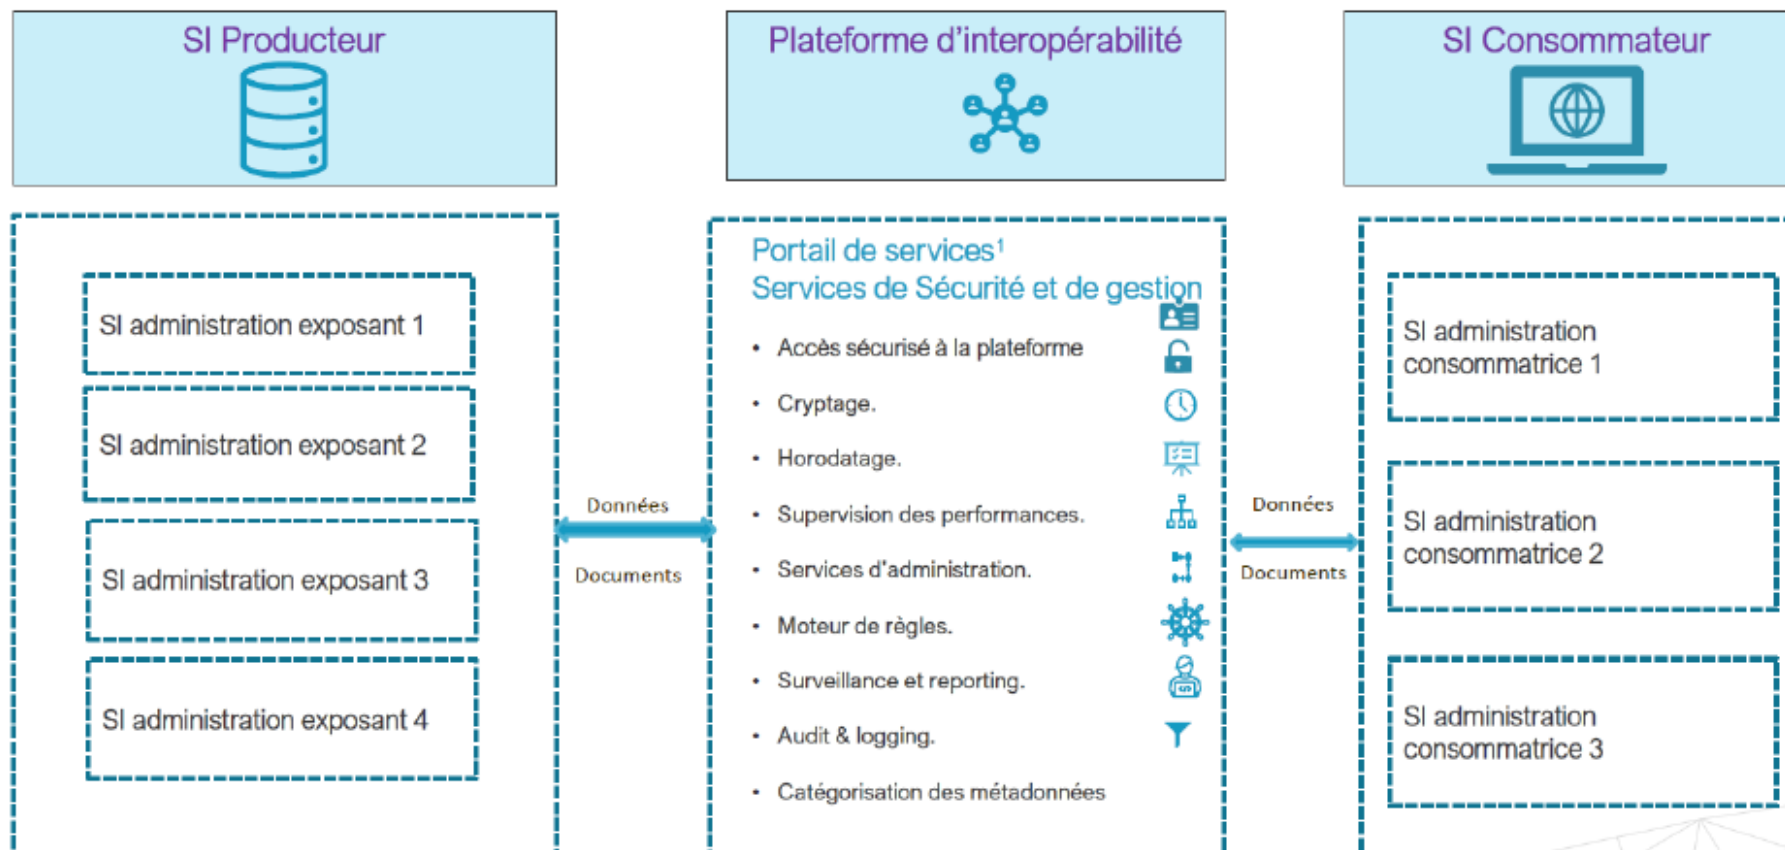 SI Producteur
Plateforme d'interopérabilité
SI Consommateur
SI administration exposant 1
SI administration exposant 2
SI administration exposant 3
SI administration exposant 4
Données
Documents
Portail de services¹
Services de Sécurité et de gestion
• Accès sécurisé à la plateforme
• Cryptage.
• Horodatage.
• Supervision des performances.
• Services d'administration.
• Moteur de règles.
• Surveillance et reporting.
• Audit & logging.
• Catégorisation des métadonnées
Données
Documents
SI administration
consommatrice 1
SI administration
consommatrice 2
SI administration
consommatrice 3